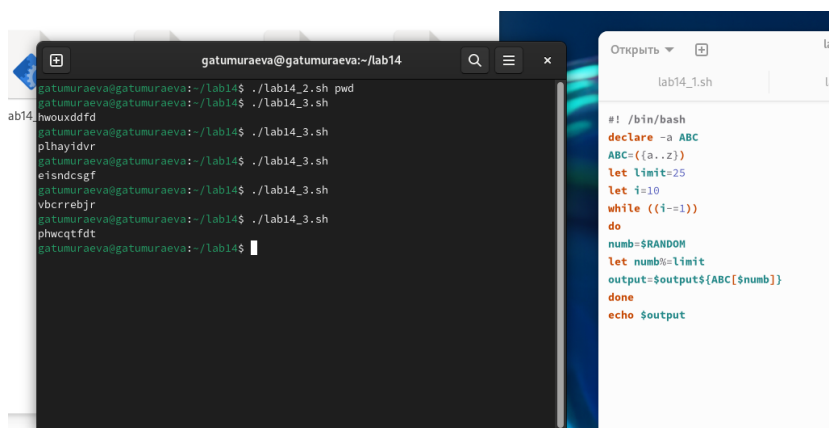 gatumuraeva@gatumuraeva:~/lab14
gatumuraeva@gatumuraeva:~/lab14$ ./lab14_2.sh pwd
gatumuraeva@gatumuraeva:~/lab14$ ./lab14_3.sh
hwouxddfd
gatumuraeva@gatumuraeva:~/lab14$ ./lab14_3.sh
plhayidvr
gatumuraeva@gatumuraeva:~/lab14$ ./lab14_3.sh
eisndcsgf
gatumuraeva@gatumuraeva:~/lab14$ ./lab14_3.sh
vbcrrebjr
gatumuraeva@gatumuraeva:~/lab14$ ./lab14_3.sh
phwcqtfdt
gatumuraeva@gatumuraeva:~/lab14$
ab14_
Открыть
la
lab14_1.sh
l
#! /bin/bash
declare -a ABC
ABC=({a..z})
let limit=25
let i=10
while ((i-=1))
do
numb=$RANDOM
let numb%=limit
output=$output${ABC[$numb]}
done
echo $output